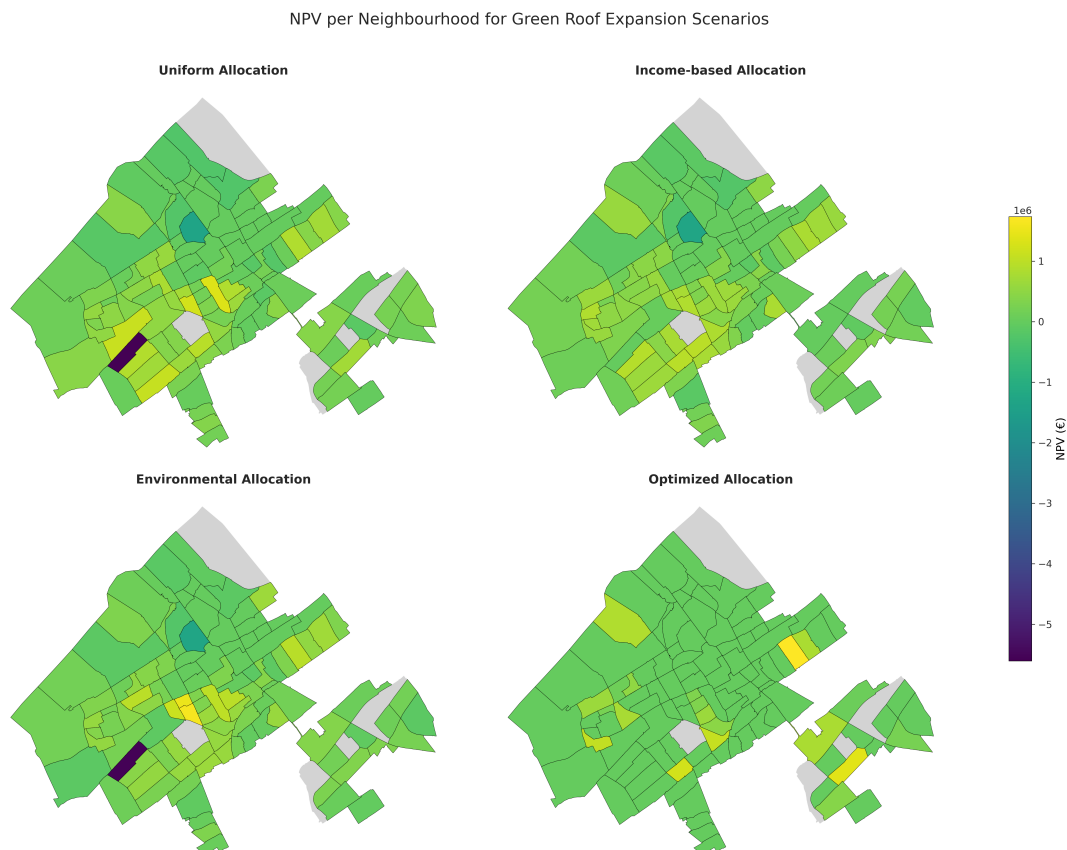 NPV per Neighbourhood for Green Roof Expansion Scenarios
Uniform Allocation
Income-based Allocation
Environmental Allocation
Optimized Allocation
1e6
1
0
−1
−2
−3
−4
−5
NPV (€)